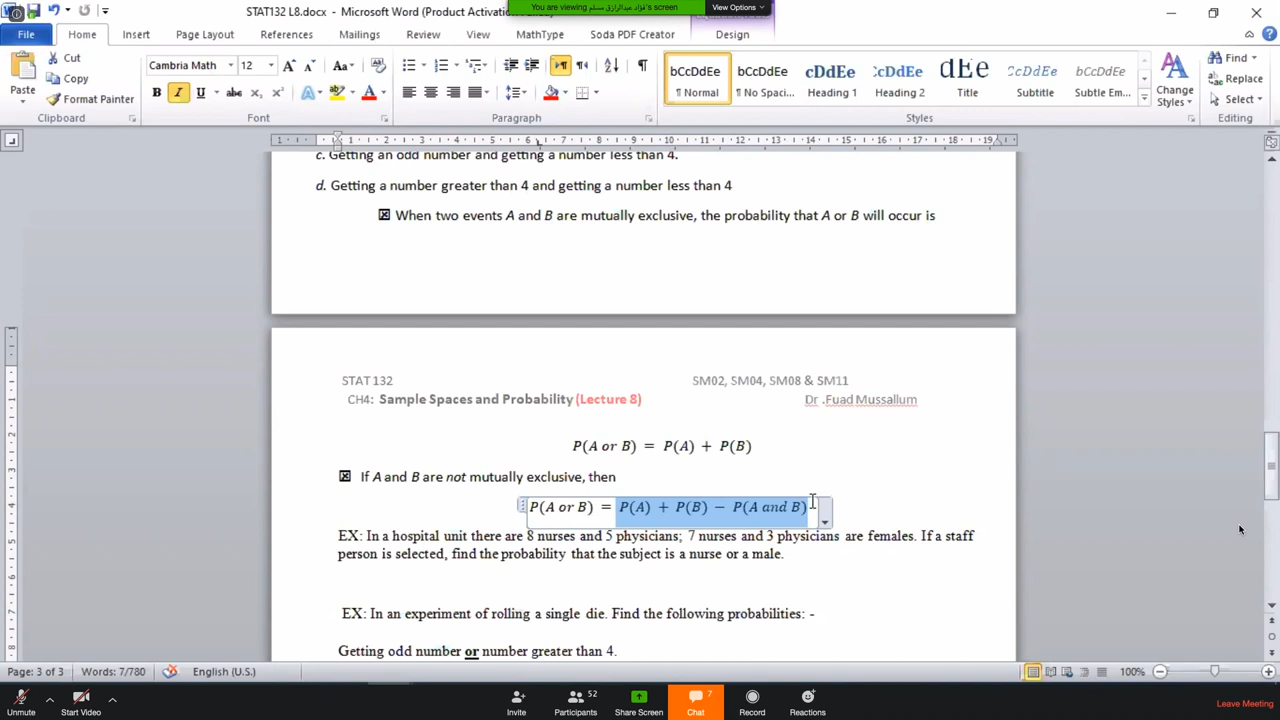 STAT132 L8.docx - Microsoft Word (Product Activation Failed)
You are viewing فؤاد عبدالرازق مسلم's screen
View Options
File
Home
Insert
Page Layout
References
Mailings
Review
View
MathType
Soda PDF Creator
Design
Paste
Cut
Copy
Format Painter
Clipboard
Cambria Math
12
Aa
B I U abc x₂ x²
Font
Paragraph
bCcDdEe
¶ Normal
bCcDdEe
¶ No Spaci...
cDdEe
Heading 1
CcDdEe
Heading 2
dEe
Title
CcDdEe
Subtitle
bCcDdEe
Subtle Em...
Change
Styles
Styles
Find
Replace
Select
Editing
c. Getting an odd number and getting a number less than 4.
d. Getting a number greater than 4 and getting a number less than 4
When two events A and B are mutually exclusive, the probability that A or B will occur is
STAT 132
SM02, SM04, SM08 & SM11
CH4: Sample Spaces and Probability (Lecture 8)
Dr .Fuad Mussallum
P(A or B) = P(A) + P(B)
If A and B are not mutually exclusive, then
P(A or B) = P(A) + P(B) − P(A and B)
EX: In a hospital unit there are 8 nurses and 5 physicians; 7 nurses and 3 physicians are females. If a staff
person is selected, find the probability that the subject is a nurse or a male.
EX: In an experiment of rolling a single die. Find the following probabilities: -
Getting odd number or number greater than 4.
Page: 3 of 3
Words: 7/780
English (U.S.)
100%
Unmute
Start Video
Invite
52
Participants
Share Screen
7
Chat
Record
Reactions
Leave Meeting